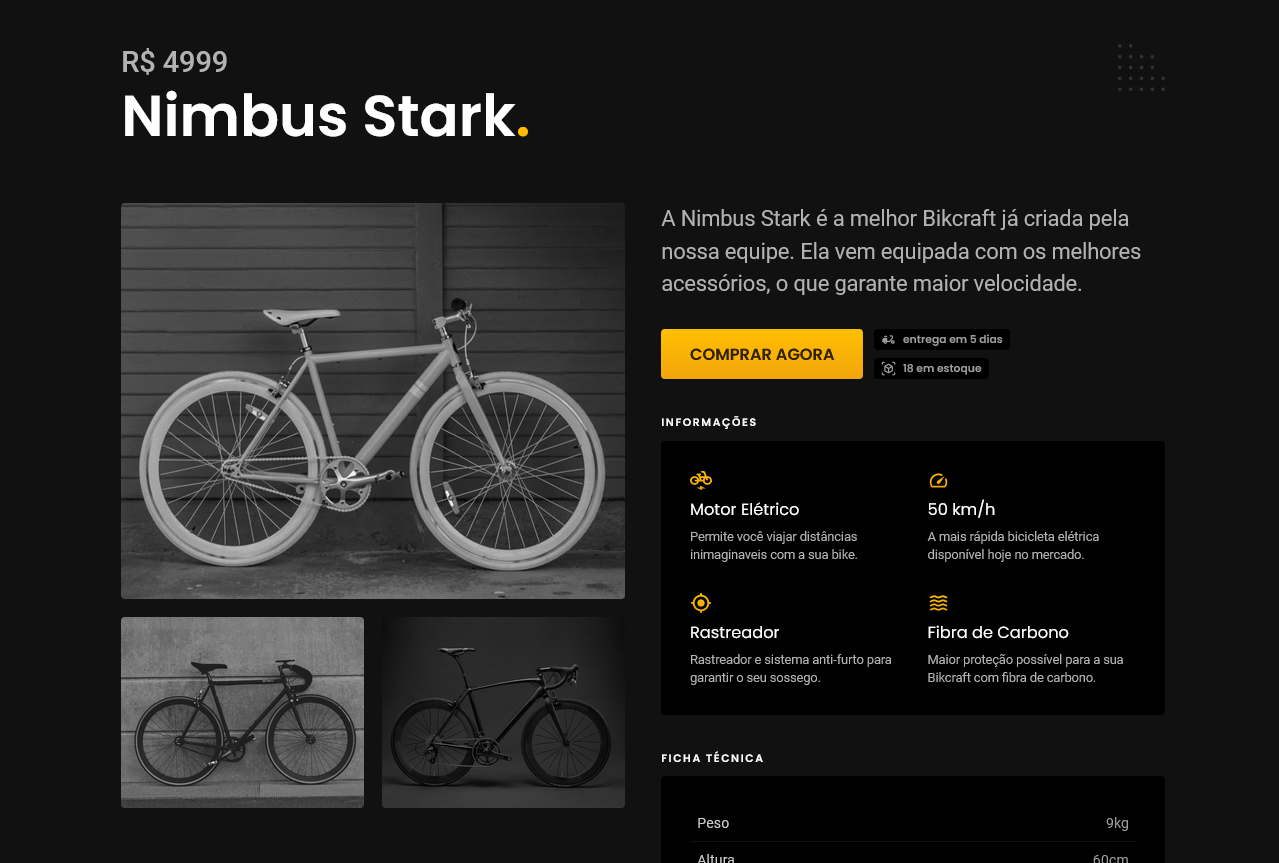 R$ 4999
Nimbus Stark.
A Nimbus Stark é a melhor Bikcraft já criada pela
nossa equipe. Ela vem equipada com os melhores
acessórios, o que garante maior velocidade.
COMPRAR AGORA
entrega em 5 dias
18 em estoque
INFORMAÇÕES
Motor Elétrico
Permite você viajar distâncias
inimaginaveis com a sua bike.
50 km/h
A mais rápida bicicleta elétrica
disponível hoje no mercado.
Rastreador
Rastreador e sistema anti-furto para
garantir o seu sossego.
Fibra de Carbono
Maior proteção possível para a sua
Bikcraft com fibra de carbono.
FICHA TÉCNICA
Peso 9kg
Altura 60cm